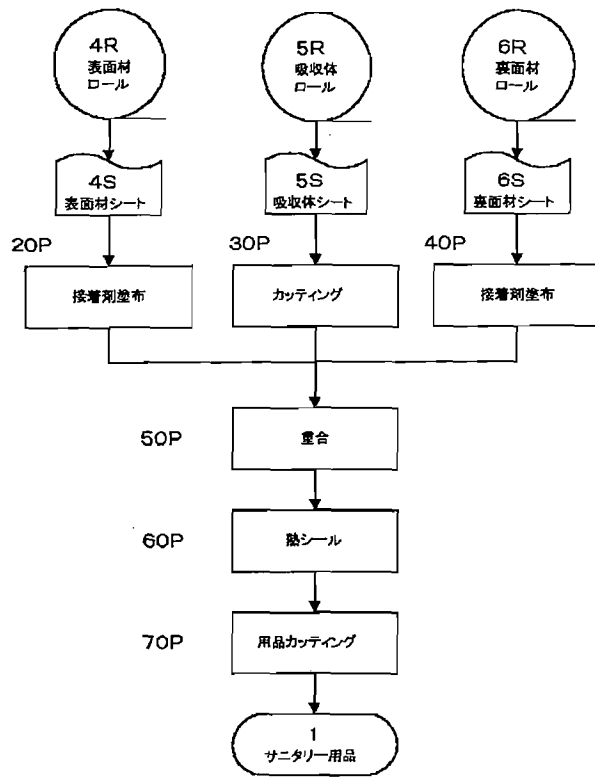 4R
表面材
ロール
5R
吸収体
ロール
6R
裏面材
ロール
4S
表面材シート
5S
吸収体シート
6S
裏面材シート
20P
接着剤塗布
30P
カッティング
40P
接着剤塗布
50P
重合
60P
熱シール
70P
用品カッティング
1
サニタリー用品